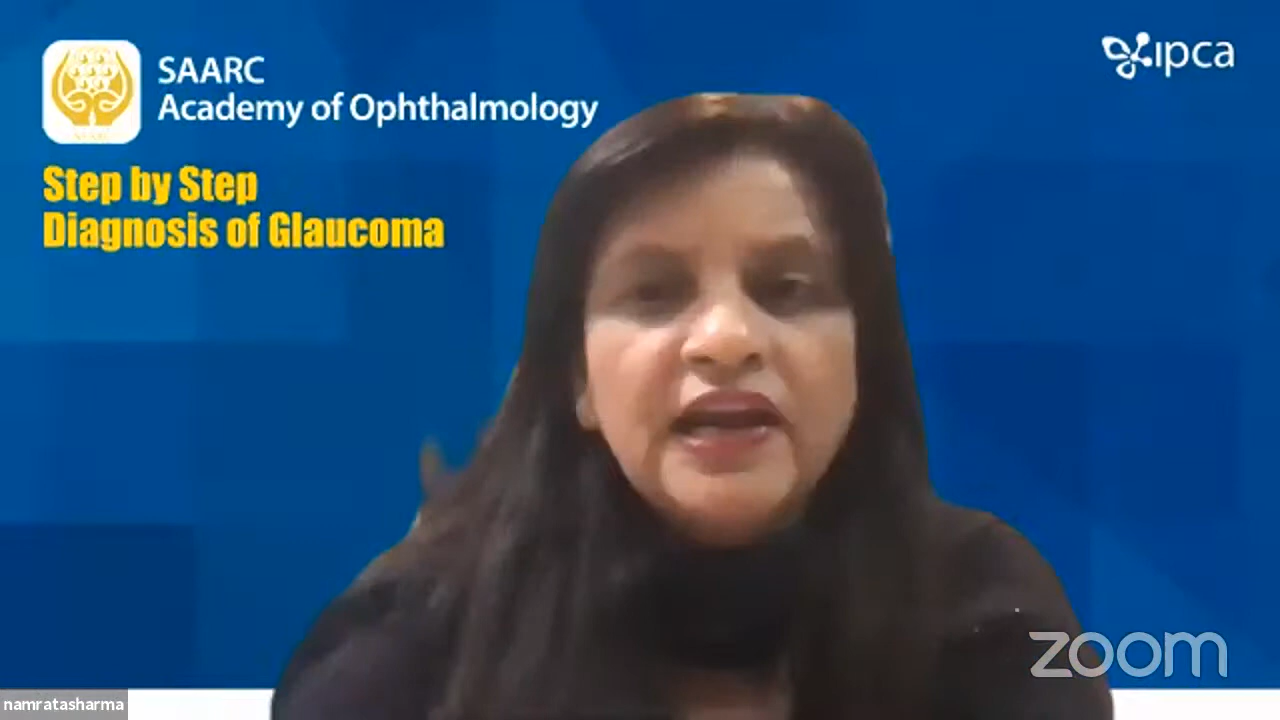 SAARC
Academy of Ophthalmology
ipca
Step by Step
Diagnosis of Glaucoma
zoom
namratasharma